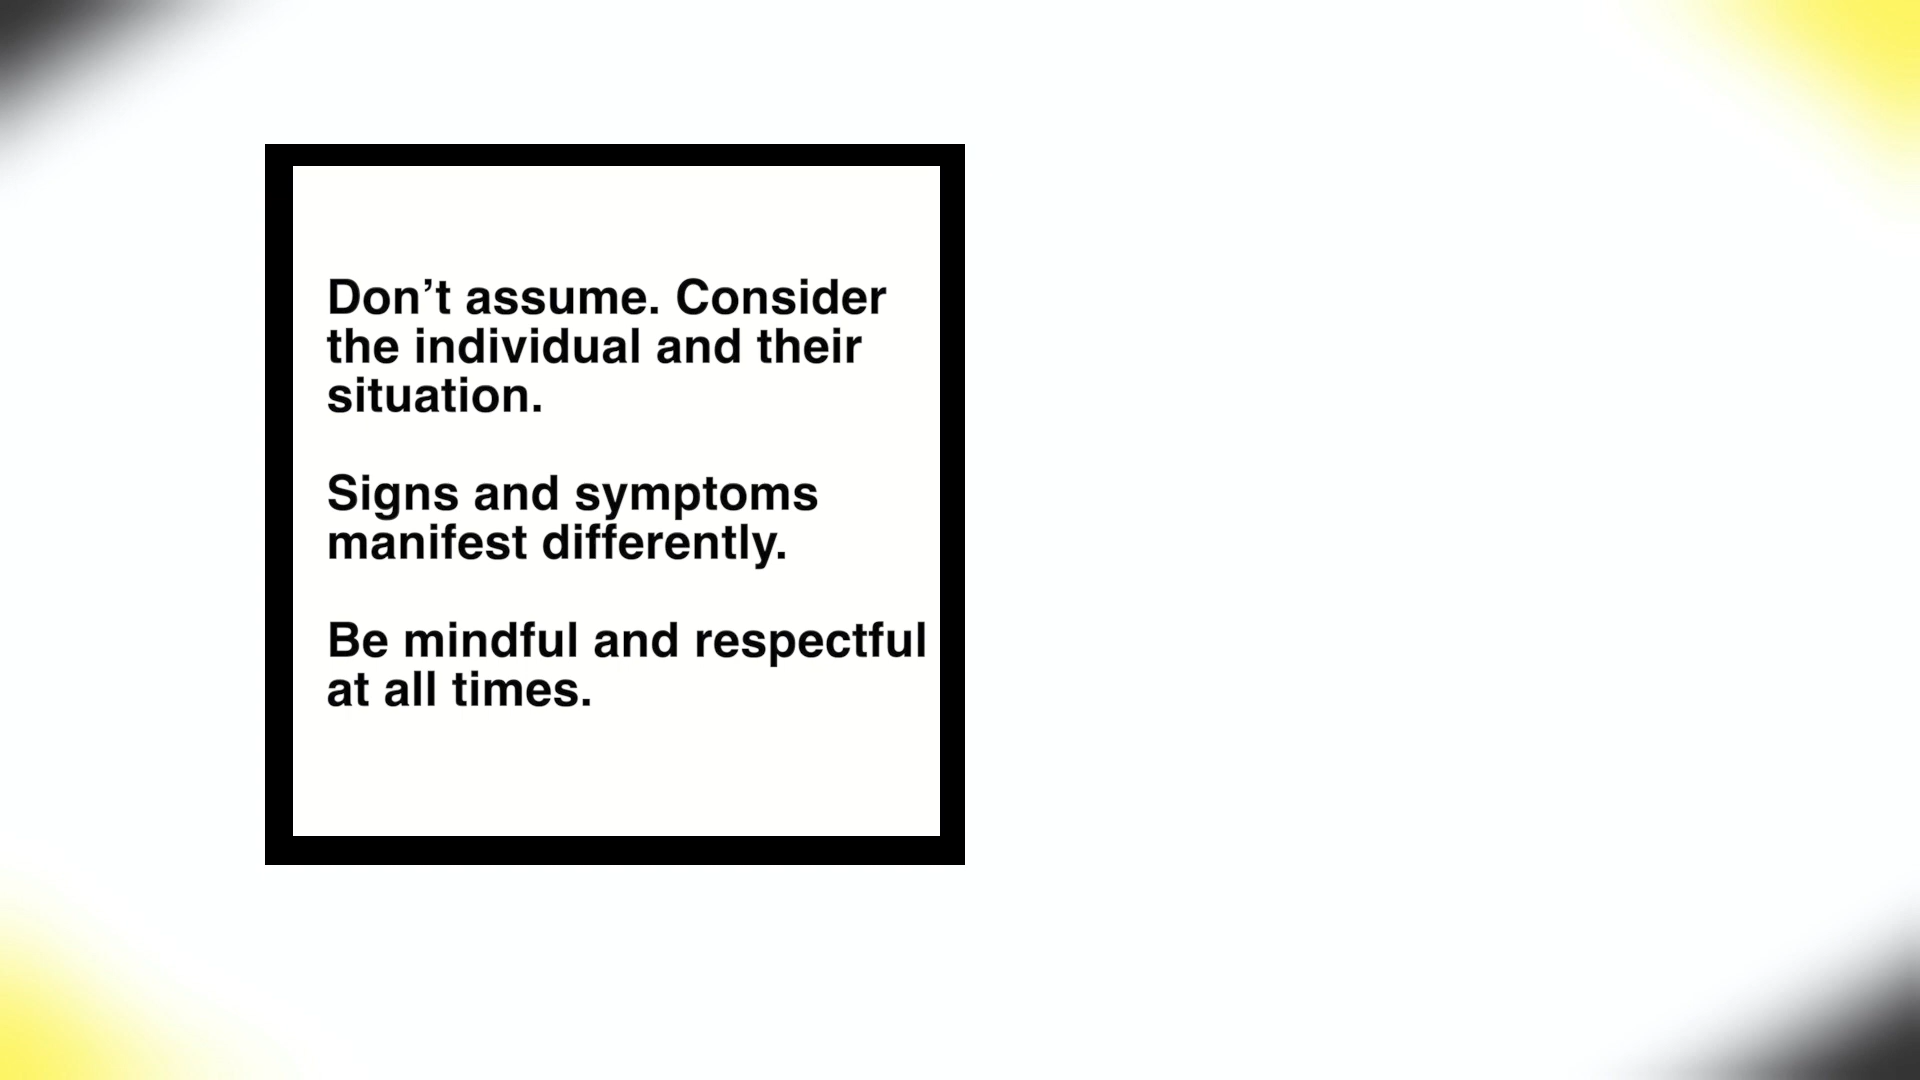 Don’t assume. Consider
the individual and their
situation.
Signs and symptoms
manifest differently.
Be mindful and respectful
at all times.